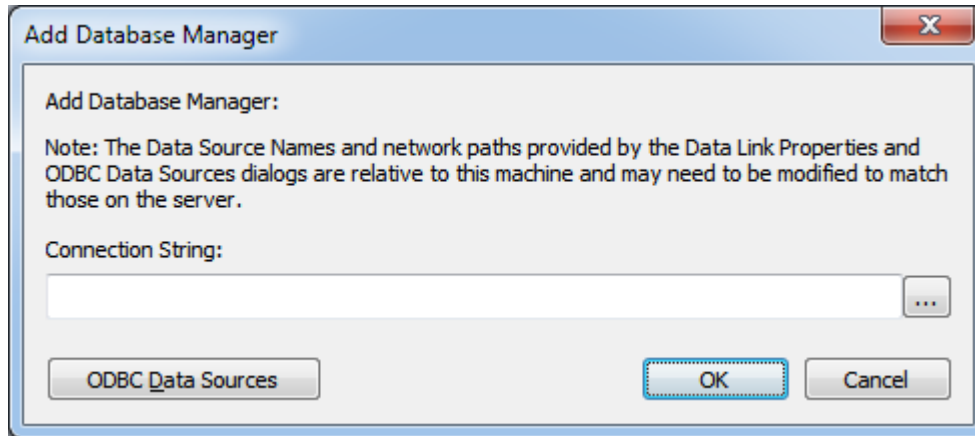 Add Database Manager
Add Database Manager:
Note: The Data Source Names and network paths provided by the Data Link Properties and
ODBC Data Sources dialogs are relative to this machine and may need to be modified to match
those on the server.
Connection String:
...
ODBC Data Sources
OK
Cancel